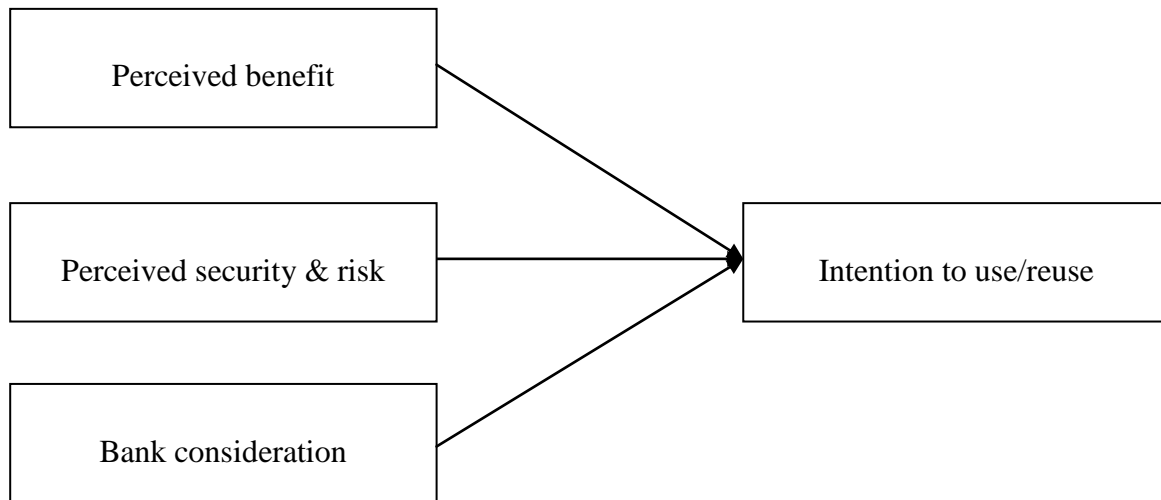 Perceived benefit
Perceived security & risk
Intention to use/reuse
Bank consideration